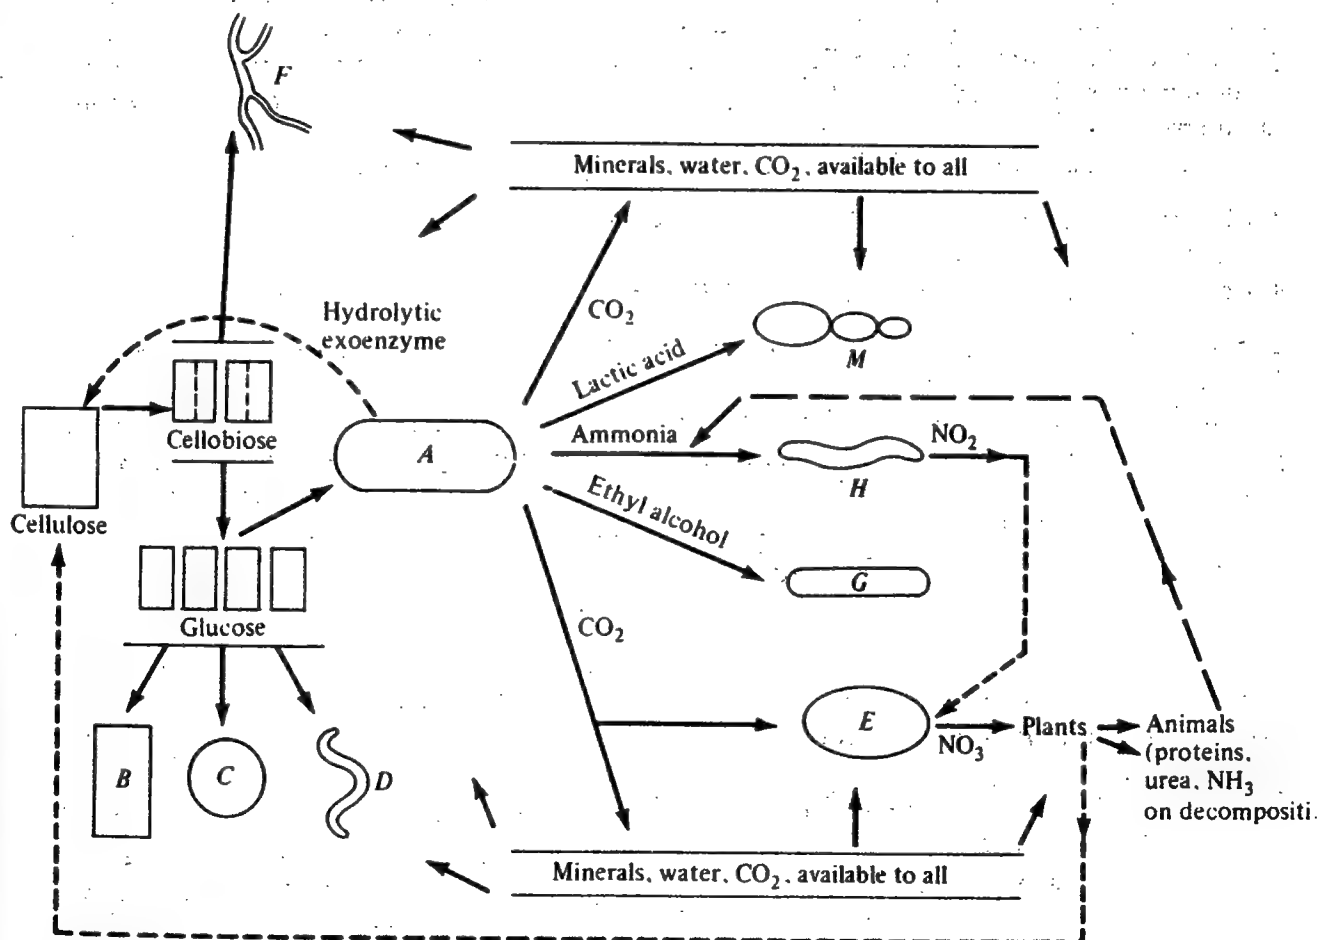 F
Minerals, water, CO₂, available to all
Hydrolytic
exoenzyme
CO₂
Lactic acid
M
Cellobiose
A
Ammonia
NO₂
H
Cellulose
Ethyl alcohol
G
Glucose
CO₂
B
C
D
E
NO₃
Plants
Animals
(proteins,
urea, NH₃
on decompositi
Minerals, water, CO₂, available to all